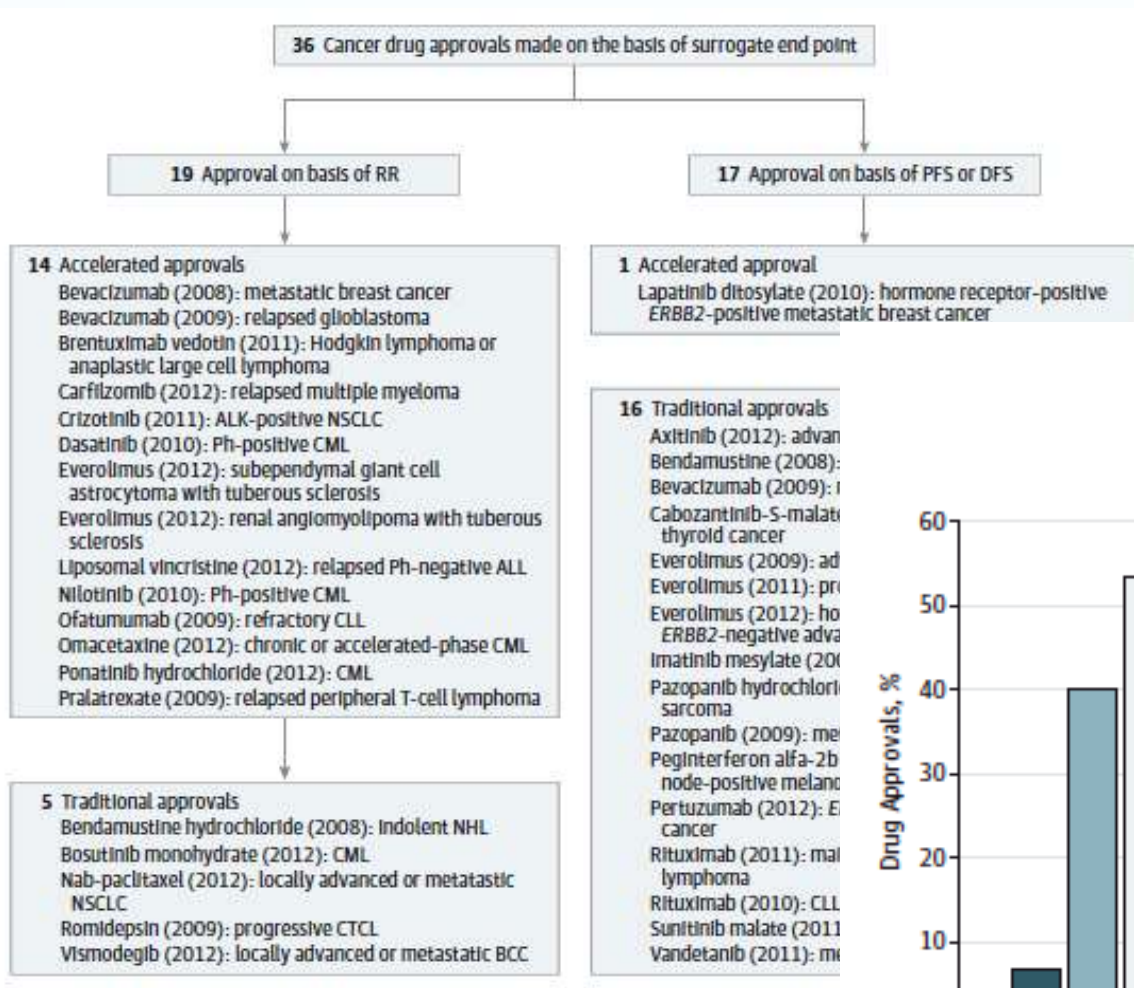 36 Cancer drug approvals made on the basis of surrogate end point
19 Approval on basis of RR
17 Approval on basis of PFS or DFS
14 Accelerated approvals
Bevacizumab (2008): metastatic breast cancer
Bevacizumab (2009): relapsed glioblastoma
Brentuximab vedotin (2011): Hodgkin lymphoma or
anaplastic large cell lymphoma
Carfilzomib (2012): relapsed multiple myeloma
Crizotinib (2011): ALK-positive NSCLC
Dasatinib (2010): Ph-positive CML
Everolimus (2012): subependymal giant cell
astrocytoma with tuberous sclerosis
Everolimus (2012): renal angiomyolipoma with tuberous
sclerosis
Liposomal vincristine (2012): relapsed Ph-negative ALL
Nilotinib (2010): Ph-positive CML
Ofatumumab (2009): refractory CLL
Omacetaxine (2012): chronic or accelerated-phase CML
Ponatinib hydrochloride (2012): CML
Pralatrexate (2009): relapsed peripheral T-cell lymphoma
5 Traditional approvals
Bendamustine hydrochloride (2008): indolent NHL
Bosutinib monohydrate (2012): CML
Nab-paclitaxel (2012): locally advanced or metatastic
NSCLC
Romidepsin (2009): progressive CTCL
Vismodegib (2012): locally advanced or metastatic BCC
1 Accelerated approval
Lapatinib ditosylate (2010): hormone receptor-positive
ERBB2-positive metastatic breast cancer
16 Traditional approvals
Axitinib (2012):
Bendamustine (2008):
Bevacizumab (2009):
Cabozantinib-S-malate
thyroid cancer
Everolimus (2009):
Everolimus (2011):
Everolimus (2012):
ERBB2-negative
Imatinib mesylate
Pazopanib
sarcoma
Pazopanib (2009):
Peginterferon alfa-2b
node-positive
Pertuzumab (2012):
cancer
Rituximab (2011):
lymphoma
Rituximab (2010): CLL
Sunitinib malate (2011
Vandetanib (2011):
Drug Approvals, %
60
50
40
30
20
10